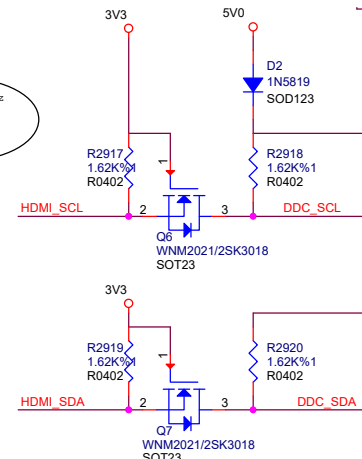 3V3
5V0
z
D2
1N5819
SOD123
R2917
1.62K%1
R0402
1
R2918
1.62K%1
R0402
HDMI_SCL
2
3
DDC_SCL
Q6
WNM2021/2SK3018
SOT23
3V3
R2919
1.62K%1
R0402
1
R2920
1.62K%1
R0402
HDMI_SDA
2
3
DDC_SDA
Q7
WNM2021/2SK3018
SOT23